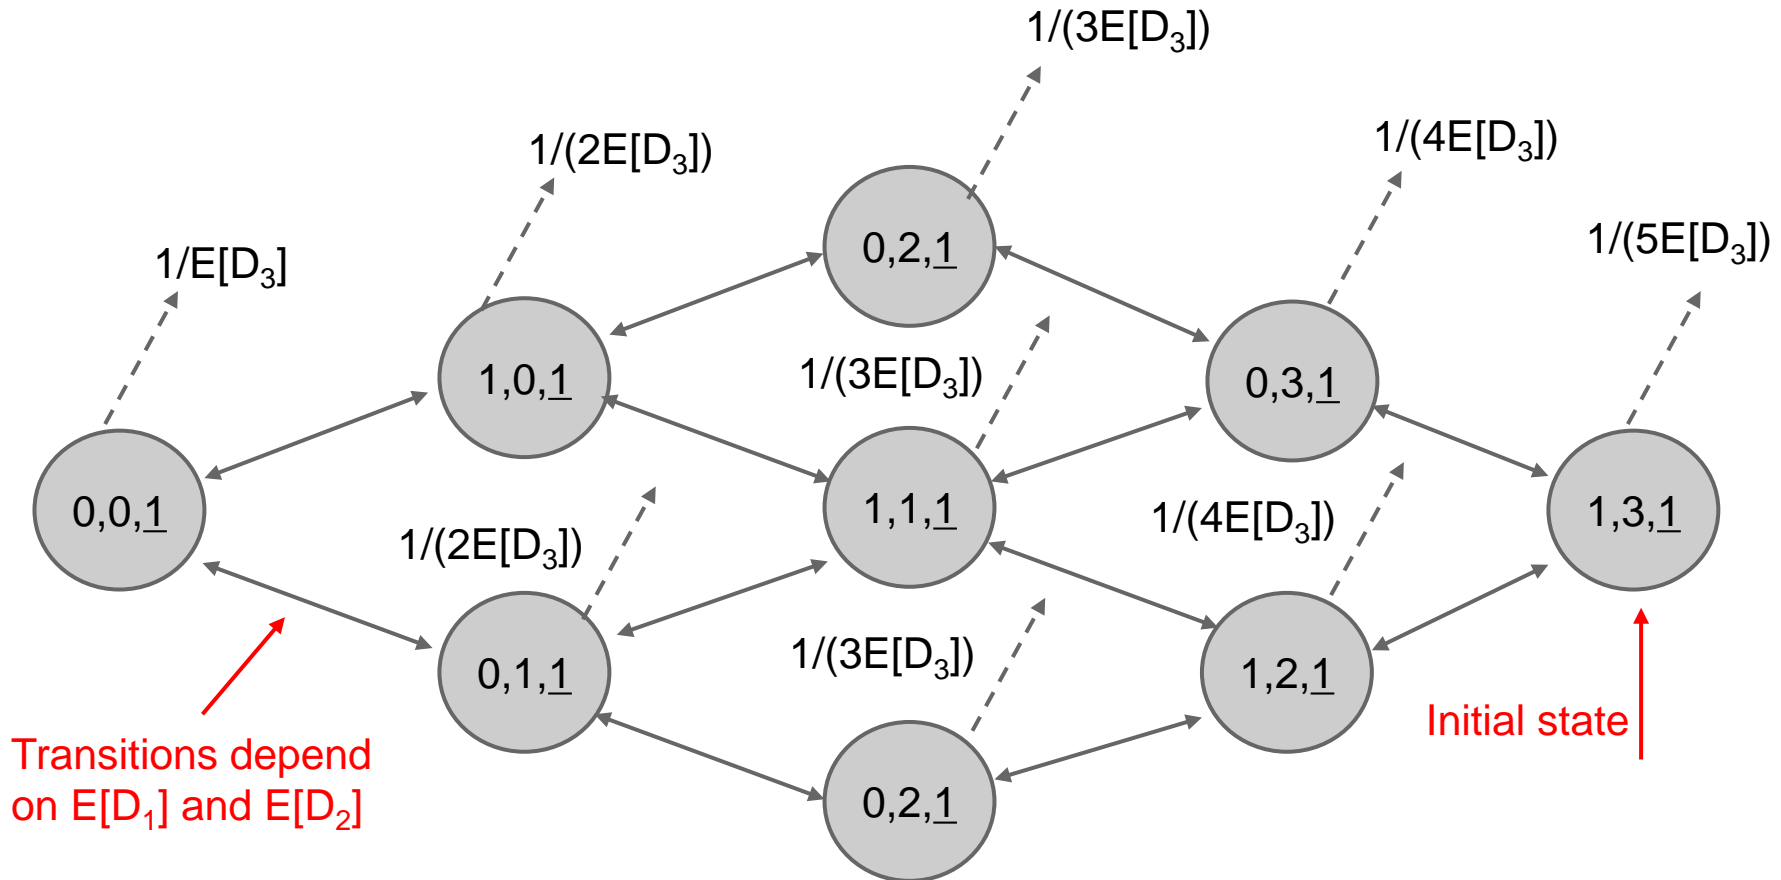 1/(3E[D₃])
1/(2E[D₃])
1/(4E[D₃])
1/E[D₃]
0,2,1
1/(5E[D₃])
1,0,1
1/(3E[D₃])
0,3,1
0,0,1
1,1,1
1,3,1
1/(2E[D₃])
1/(4E[D₃])
0,1,1
1/(3E[D₃])
1,2,1
Initial state
Transitions depend
on E[D₁] and E[D₂]
0,2,1